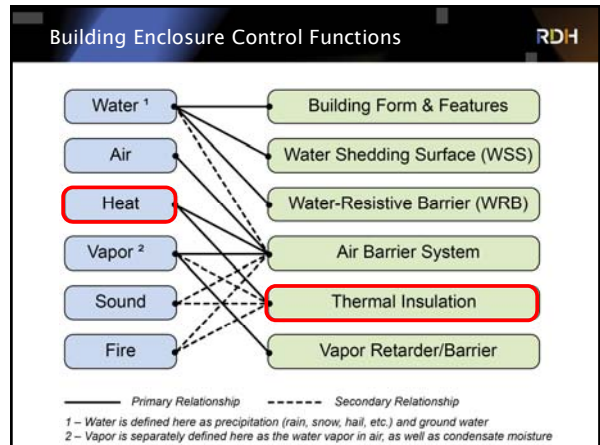 Building Enclosure Control Functions
RDH
Water ¹
Building Form & Features
Air
Water Shedding Surface (WSS)
Heat
Water-Resistive Barrier (WRB)
Vapor ²
Air Barrier System
Sound
Thermal Insulation
Fire
Vapor Retarder/Barrier
Primary Relationship
Secondary Relationship
1 – Water is defined here as precipitation (rain, snow, hail, etc.) and ground water
2 – Vapor is separately defined here as the water vapor in air, as well as condensate moisture